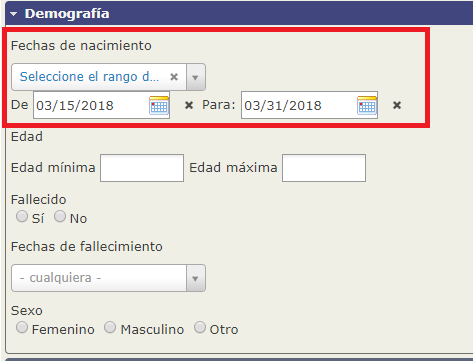 Demografía
Fechas de nacimiento
Seleccione el rango d...
De 03/15/2018 Para: 03/31/2018
Edad
Edad mínima Edad máxima
Fallecido
Sí No
Fechas de fallecimiento
- cualquiera -
Sexo
Femenino Masculino Otro